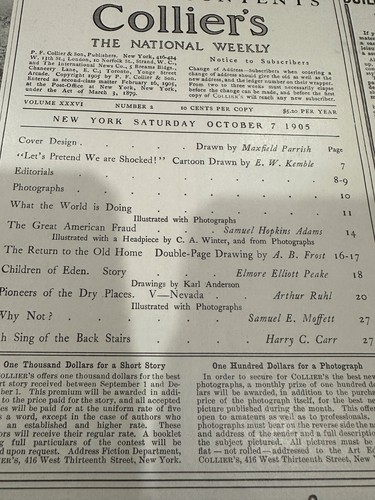 CONTENTS
Collier's
THE NATIONAL WEEKLY
P. F. Collier & Son, Publishers. New York, 416-424
W. 13th St.; London, 10 Norfolk St., Strand, W. C.,
and The International News Co., 5 Breams Bldg.,
Chancery Lane, E. C.; Toronto, Yonge Street
Arcade. Copyright 1905 by P. F. Collier & Son.
Entered as second-class matter February 16, 1905,
at the Post-Office at New York, New York,
under the Act of March 3, 1879.
Notice to Subscribers
Change of Address—Subscribers when ordering a
change of address should give the old as well as the
new address, and the ledger number on their wrapper.
From two to three weeks must necessarily elapse
before the change can be made, and before the first
copy of COLLIER'S will reach any new subscriber.
VOLUME XXXVI NUMBER 2 10 CENTS PER COPY $5.20 PER YEAR
NEW YORK SATURDAY OCTOBER 7 1905
Page
Cover Design . Drawn by Maxfield Parrish
"Let's Pretend We are Shocked!" Cartoon Drawn by E. W. Kemble 7
Editorials . . . . 8-9
Photographs . . . . 10
What the World is Doing . . . 11
Illustrated with Photographs
The Great American Fraud . Samuel Hopkins Adams 14
Illustrated with a Headpiece by C. A. Winter, and from Photographs
The Return to the Old Home Double-Page Drawing by A. B. Frost 16-17
Children of Eden. Story . Elmore Elliott Peake 18
Drawings by Karl Anderson
Pioneers of the Dry Places. V—Nevada . Arthur Ruhl 20
Illustrated with Photographs
Why Not? . . . Samuel E. Moffett 27
h Sing of the Back Stairs . Harry C. Carr 27
One Thousand Dollars for a Short Story
OLLIER'S offers one thousand dollars for the best
rt story received between September 1 and De-
ber 1. This premium will be awarded in addi-
to the price paid for the story, and all accepted
es will be paid for at the uniform rate of five
s a word, except in the case of authors who
an established and higher rate. These
ors will receive their regular rate. A booklet
full particulars of the contest will be
d upon request. Address Fiction Department,
ER'S, 416 West Thirteenth Street, New York.
One Hundred Dollars for a Photograph
In order to secure for COLLIER'S the best news
photographs, a monthly prize of one hundred dol-
lars will be awarded, in addition to the purchase
price of the photograph itself, for the best news
picture published during the month. This offer
open to amateurs as well as to professionals.
photographs must bear on the reverse side the name
and address of the sender and a full description
the subject pictured. All pictures must be
flat—not rolled—addressed to the Art Ed
COLLIER'S, 416 West Thirteenth Street, New